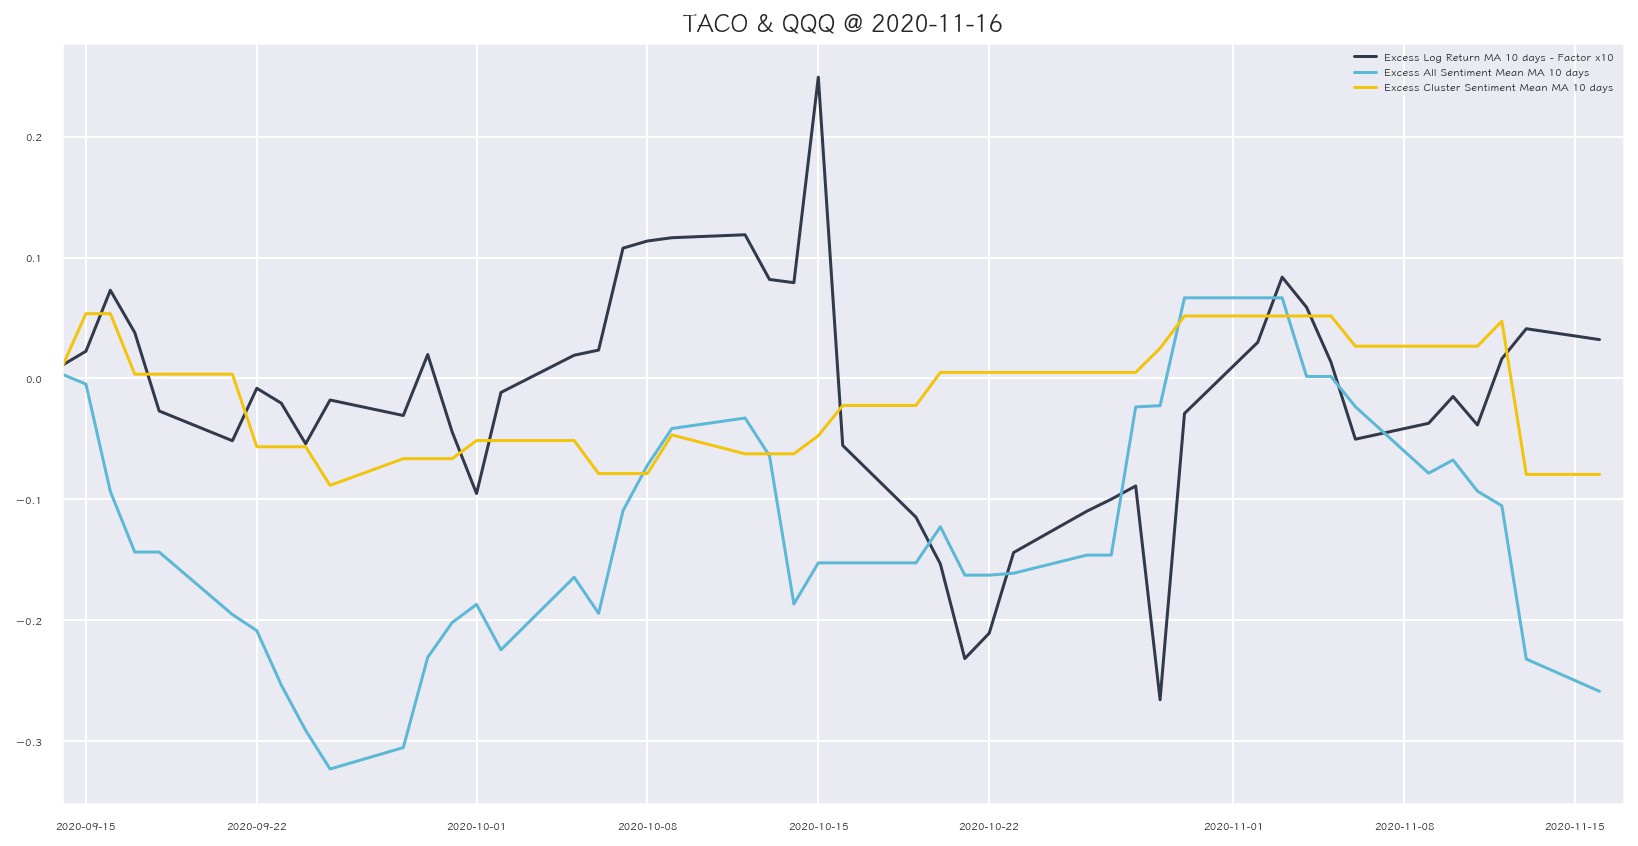 TACO & QQQ @ 2020-11-16
Excess Log Return MA 10 days - Factor x10
Excess All Sentiment Mean MA 10 days
Excess Cluster Sentiment Mean MA 10 days
0.2
0.1
0.0
−0.1
−0.2
−0.3
2020-09-15 2020-09-22 2020-10-01 2020-10-08 2020-10-15 2020-10-22 2020-11-01 2020-11-08 2020-11-15